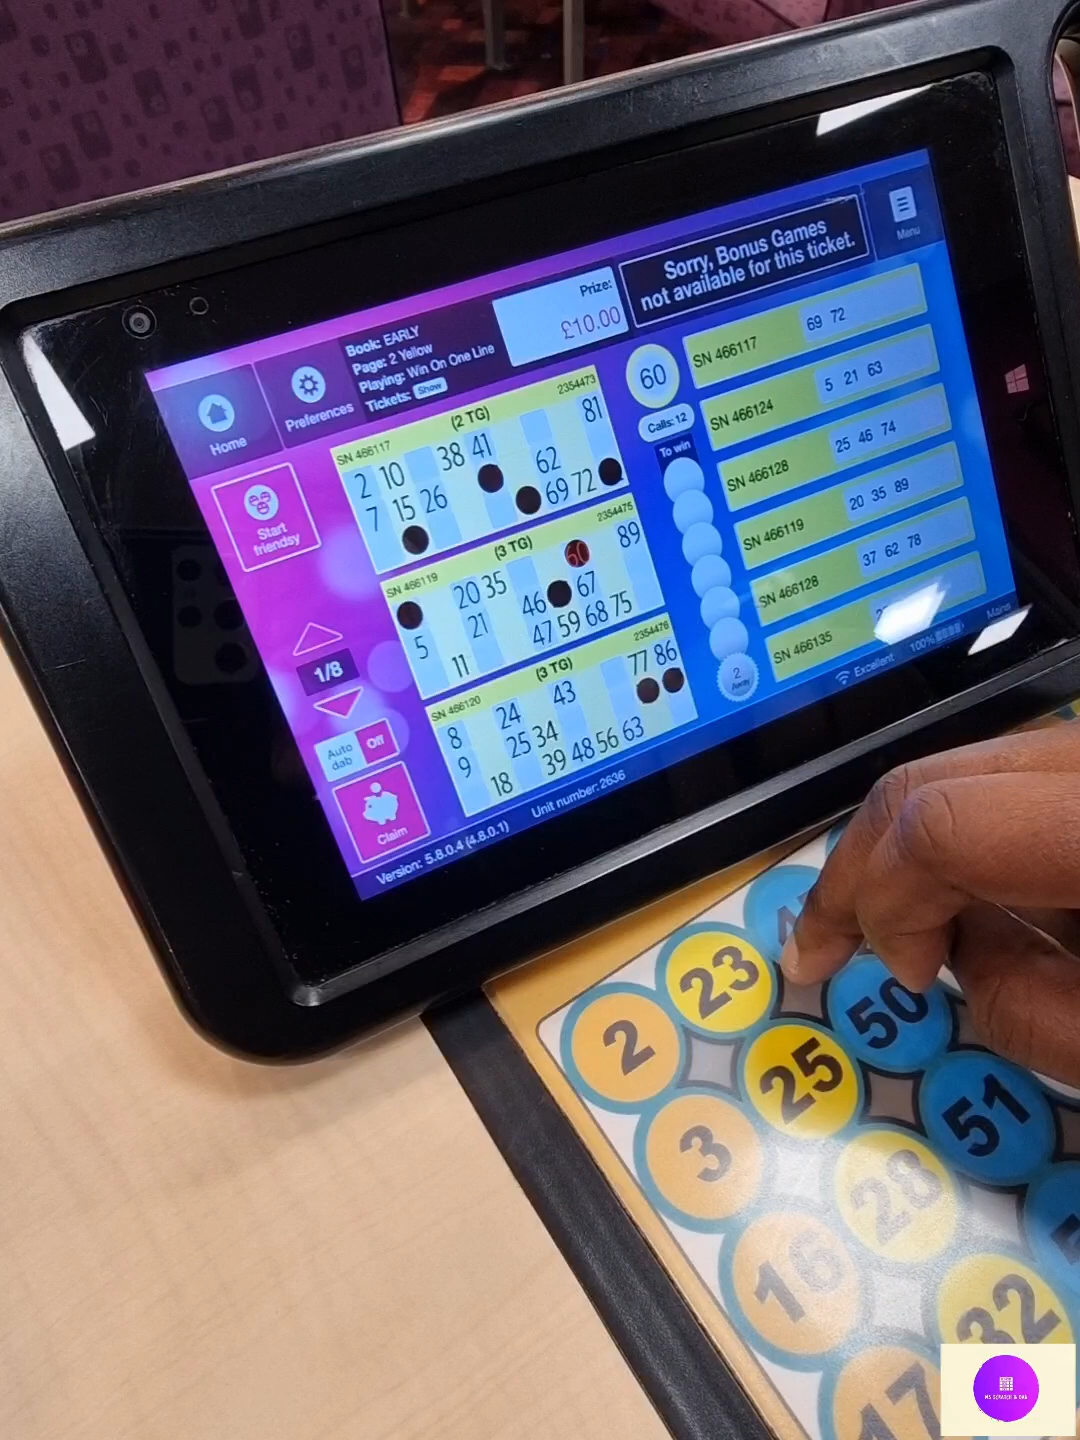 Home
Preferences
Book: EARLY
Page: 2 Yellow
Playing: Win On One Line
Tickets: Show
Prize:
£10.00
Sorry, Bonus Games
not available for this ticket.
Menu
Start
friendsy
1/8
Auto
dab
Off
Claim
SN 466117 (2 TG) 2354473
2 10 38 41 81
62
7 15 26 69 72
SN 466119 (3 TG) 2354475
20 35 60 89
5 21 46 67
11 47 59 68 75
SN 466120 (3 TG) 2354476
8 24 43 77 86
9 25 34
18 39 48 56 63
60
Calls: 12
To win
2
Away
SN 466117 69 72
SN 466124 5 21 63
SN 466128 25 46 74
SN 466119 20 35 89
SN 466128 37 62 78
SN 466135
Version: 5.8.0.4 (4.8.0.1)
Unit number: 2636
Excellent
100%
Mains
2 23
3 25 50
16 28 51
17 32
MS SCRATCH & DAB